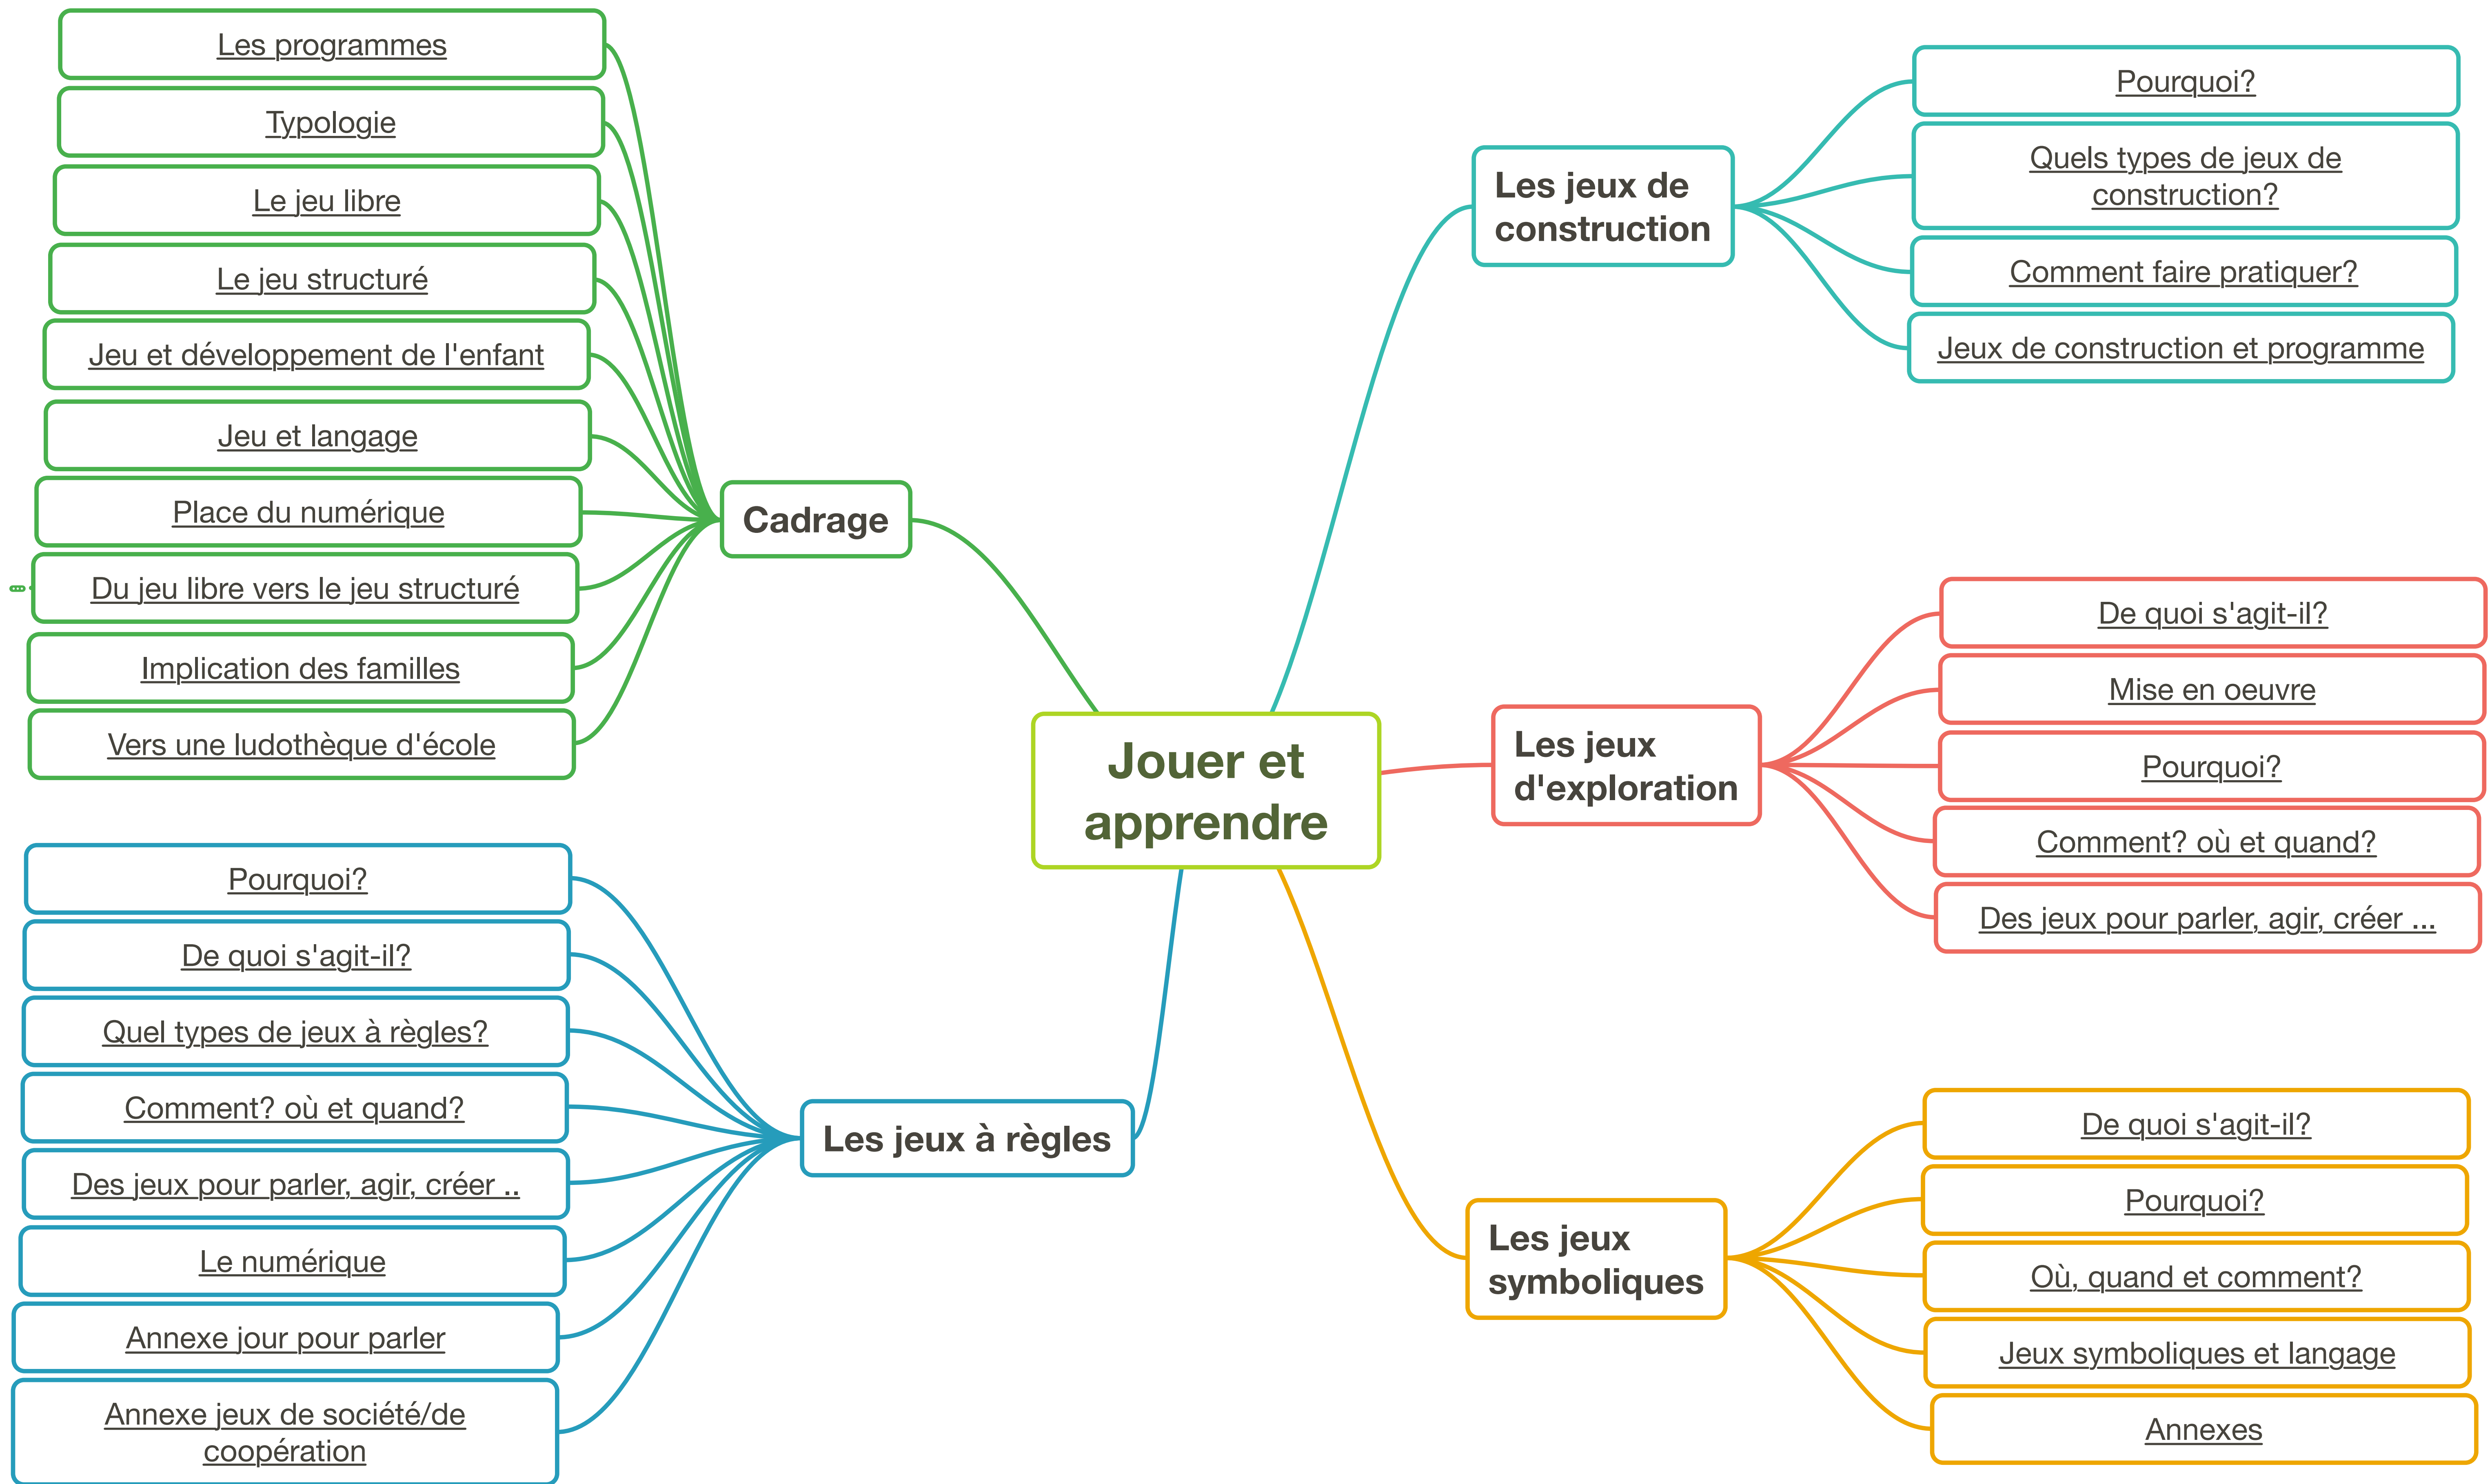 Jouer et
apprendre
Cadrage
Les programmes
Typologie
Le jeu libre
Le jeu structuré
Jeu et développement de l'enfant
Jeu et langage
Place du numérique
Du jeu libre vers le jeu structuré
Implication des familles
Vers une ludothèque d'école
Les jeux à règles
Pourquoi?
De quoi s'agit-il?
Quel types de jeux à règles?
Comment? où et quand?
Des jeux pour parler, agir, créer ..
Le numérique
Annexe jour pour parler
Annexe jeux de société/de
coopération
Les jeux de
construction
Pourquoi?
Quels types de jeux de
construction?
Comment faire pratiquer?
Jeux de construction et programme
Les jeux
d'exploration
De quoi s'agit-il?
Mise en oeuvre
Pourquoi?
Comment? où et quand?
Des jeux pour parler, agir, créer ...
Les jeux
symboliques
De quoi s'agit-il?
Pourquoi?
Où, quand et comment?
Jeux symboliques et langage
Annexes